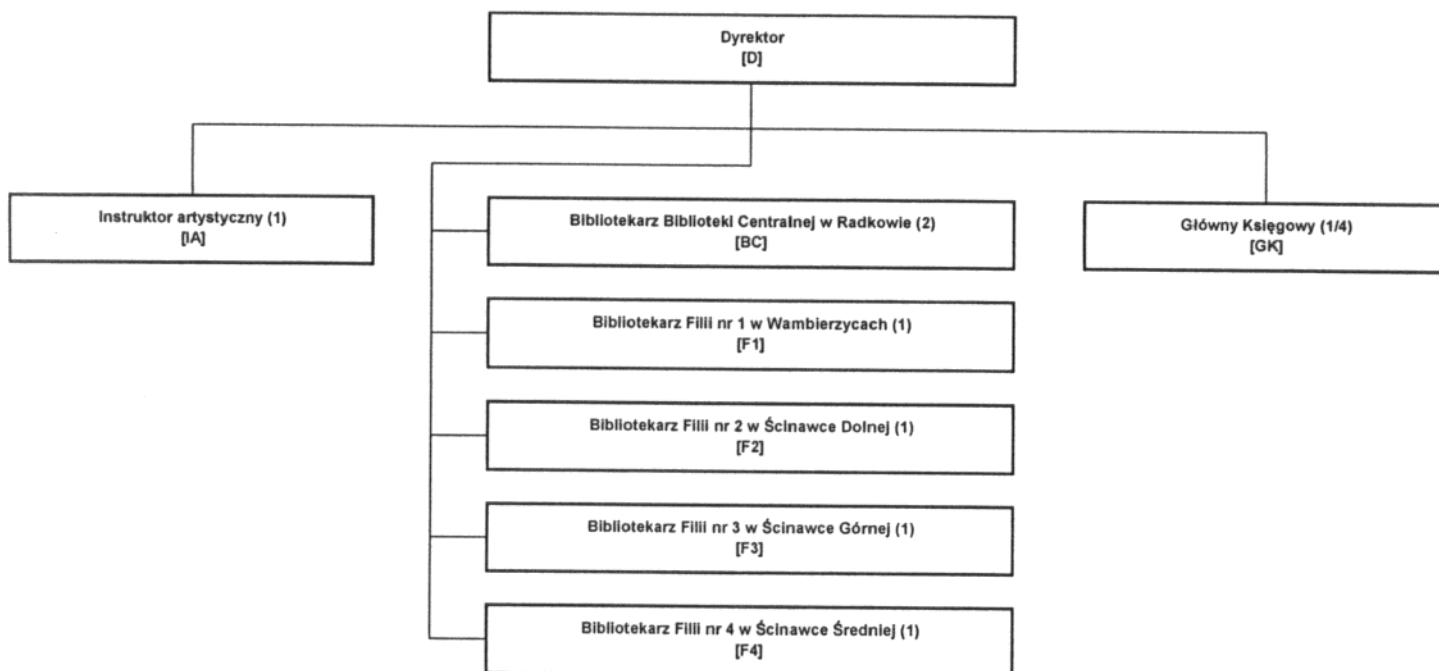 Dyrektor
[D]
Instruktor artystyczny (1)
[IA]
Bibliotekarz Biblioteki Centralnej w Radkowie (2)
[BC]
Główny Księgowy (1/4)
[GK]
Bibliotekarz Filii nr 1 w Wambierzycach (1)
[F1]
Bibliotekarz Filii nr 2 w Ścinawce Dolnej (1)
[F2]
Bibliotekarz Filii nr 3 w Ścinawce Górnej (1)
[F3]
Bibliotekarz Filii nr 4 w Ścinawce Średniej (1)
[F4]